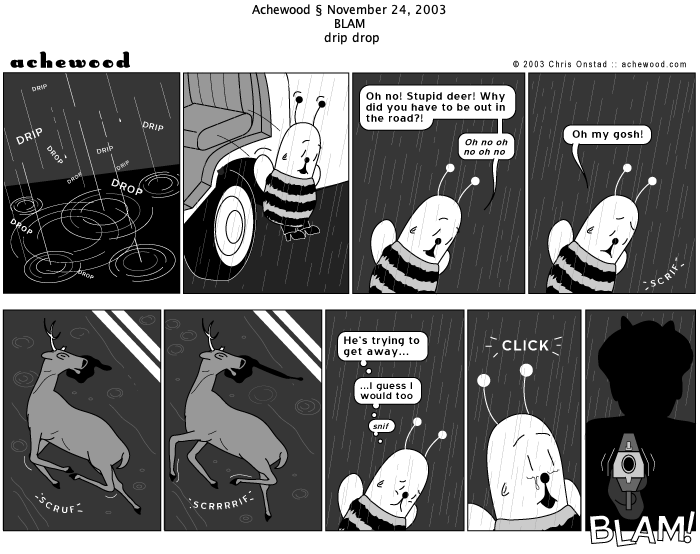 Achewood § November 24, 2003
BLAM
drip drop
achewood
© 2003 Chris Onstad :: achewood.com
DRIP
DRIP
DRIP
DROP
DRIP
DRIP
DROP
DROP
DROP
DROP
Oh no! Stupid deer! Why
did you have to be out in
the road?!
Oh no oh
no oh no
Oh my gosh!
SCRIF
SCRUF
SCRRRRIF
He's trying to
get away...
...I guess I
would too
snif
CLICK
BLAM!